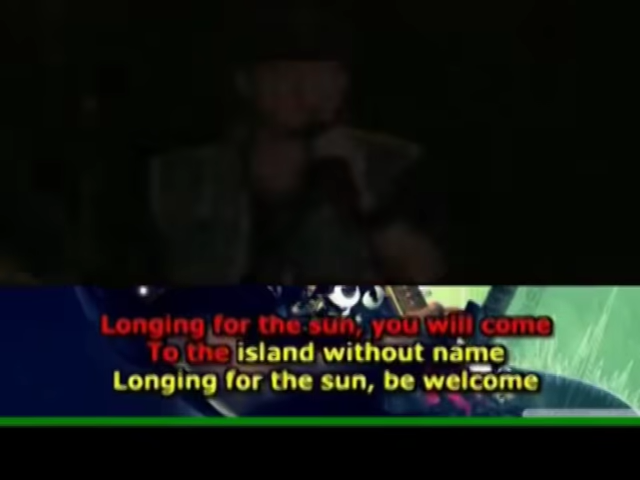 Longing for the sun, you will come
To the island without name
Longing for the sun, be welcome